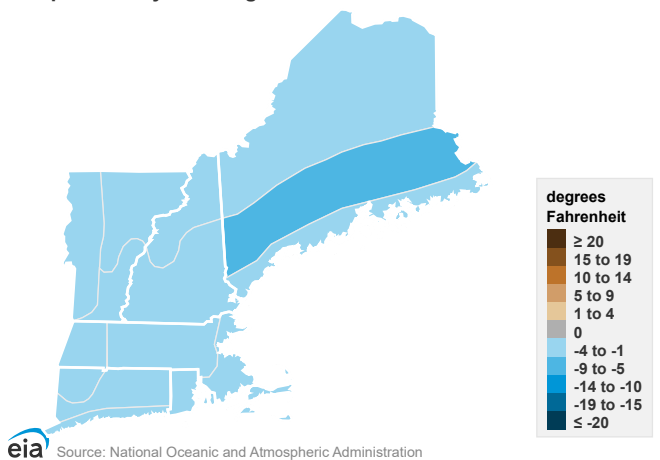 degrees
Fahrenheit
≥ 20
15 to 19
10 to 14
5 to 9
1 to 4
0
-4 to -1
-9 to -5
-14 to -10
-19 to -15
≤ -20
eia
Source: National Oceanic and Atmospheric Administration